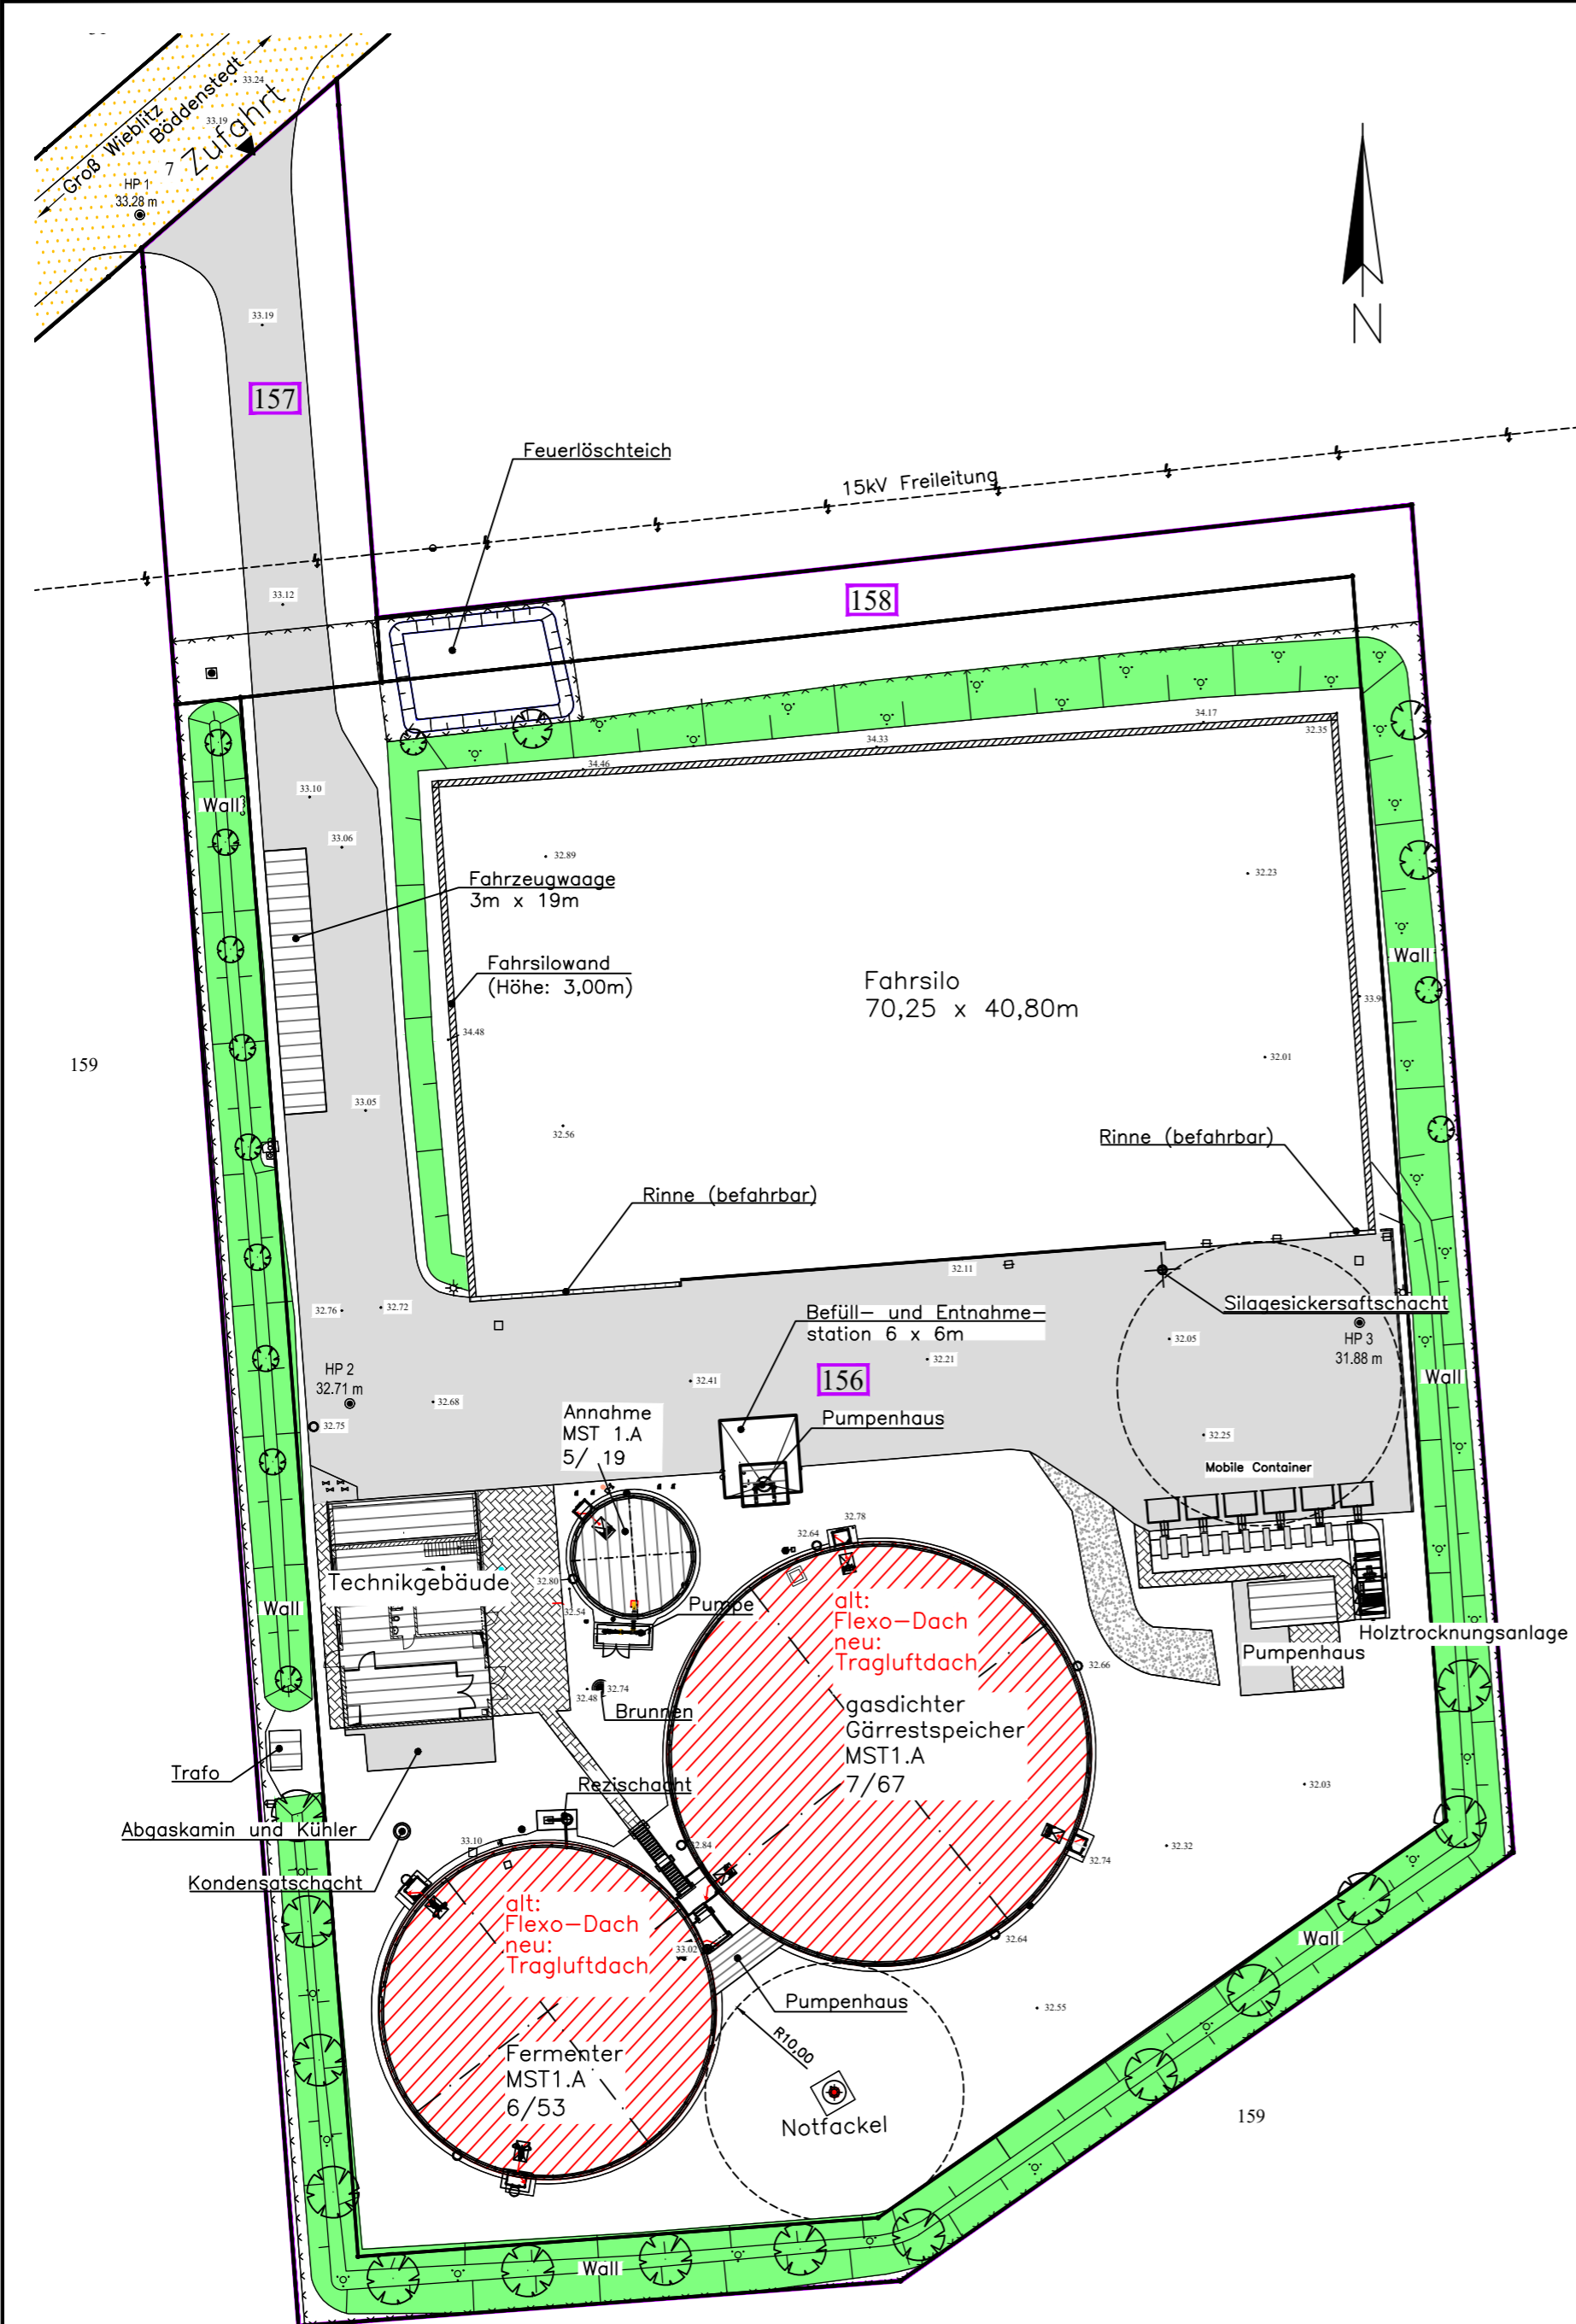 Groß Wieblitz
Böddenstedt
33.24
33.19
7
Zufahrt
HP 1
33.28 m
N
33.19
157
Feuerlöschteich
15kV Freileitung
33.12
158
34.17
32.35
34.33
34.46
Wall
33.10
33.06
32.89
32.23
Fahrzeugwaage
3m x 19m
Fahrsilowand
(Höhe: 3,00m)
Fahrsilo
70,25 x 40,80m
Wall
34.48
159
32.01
33.05
32.56
Rinne (befahrbar)
Rinne (befahrbar)
32.11
32.76
32.72
Befüll- und Entnahme-
station 6 x 6m
Silagesickersaftschacht
32.05
HP 3
31.88 m
32.21
HP 2
32.71 m
32.41
156
Wall
32.68
32.75
Annahme
MST 1.A
5/ 19
Pumpenhaus
32.25
Mobile Container
32.78
32.64
Technikgebäude
32.80
32.54
Wall
Pumpe
alt:
Flexo-Dach
neu:
Tragluftdach
Holztrocknungsanlage
Pumpenhaus
32.66
32.74
32.48
Brunnen
gasdichter
Gärrestspeicher
MST1.A
7/67
Trafo
Rezischacht
32.03
Abgaskamin und Kühler
33.10
32.84
32.32
32.74
Kondensatschacht
alt:
Flexo-Dach
neu:
Tragluftdach
33.02
32.64
Wall
Pumpenhaus
32.55
R10,00
Fermenter
MST1.A
6/53
Notfackel
159
Wall